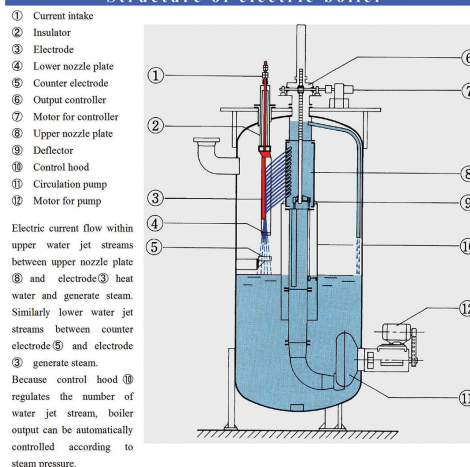 Structure of electric boiler
① Current intake
② Insulator
③ Electrode
④ Lower nozzle plate
⑤ Counter electrode
⑥ Output controller
⑦ Motor for controller
⑧ Upper nozzle plate
⑨ Deflector
⑩ Control hood
⑪ Circulation pump
⑫ Motor for pump
Electric current flow within
upper water jet streams
between upper nozzle plate
⑧ and electrode③ heat
water and generate steam.
Similarly lower water jet
streams between counter
electrode⑤ and electrode
③ generate steam.
Because control hood ⑩
regulates the number of
water jet stream, boiler
output can be automatically
controlled according to
steam pressure.
①
②
③
④
⑤
⑥
⑦
⑧
⑨
⑩
⑫
⑪